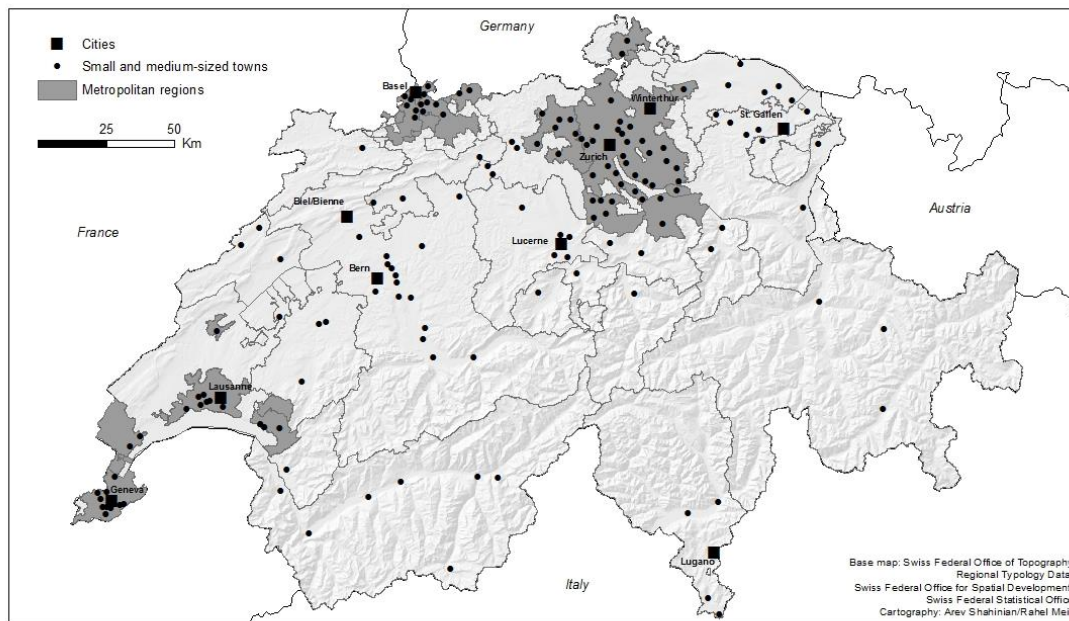 Germany
Cities
Small and medium-sized towns
Metropolitan regions
25
50
Km
Basel
Winterthur
St. Gallen
Zurich
Biel/Bienne
France
Austria
Lucerne
Bern
Lausanne
Geneva
Lugano
Italy
Base map: Swiss Federal Office of Topography
Regional Typology Data
Swiss Federal Office for Spatial Development
Swiss Federal Statistical Office
Cartography: Arev Shahinian/Rahel Mei